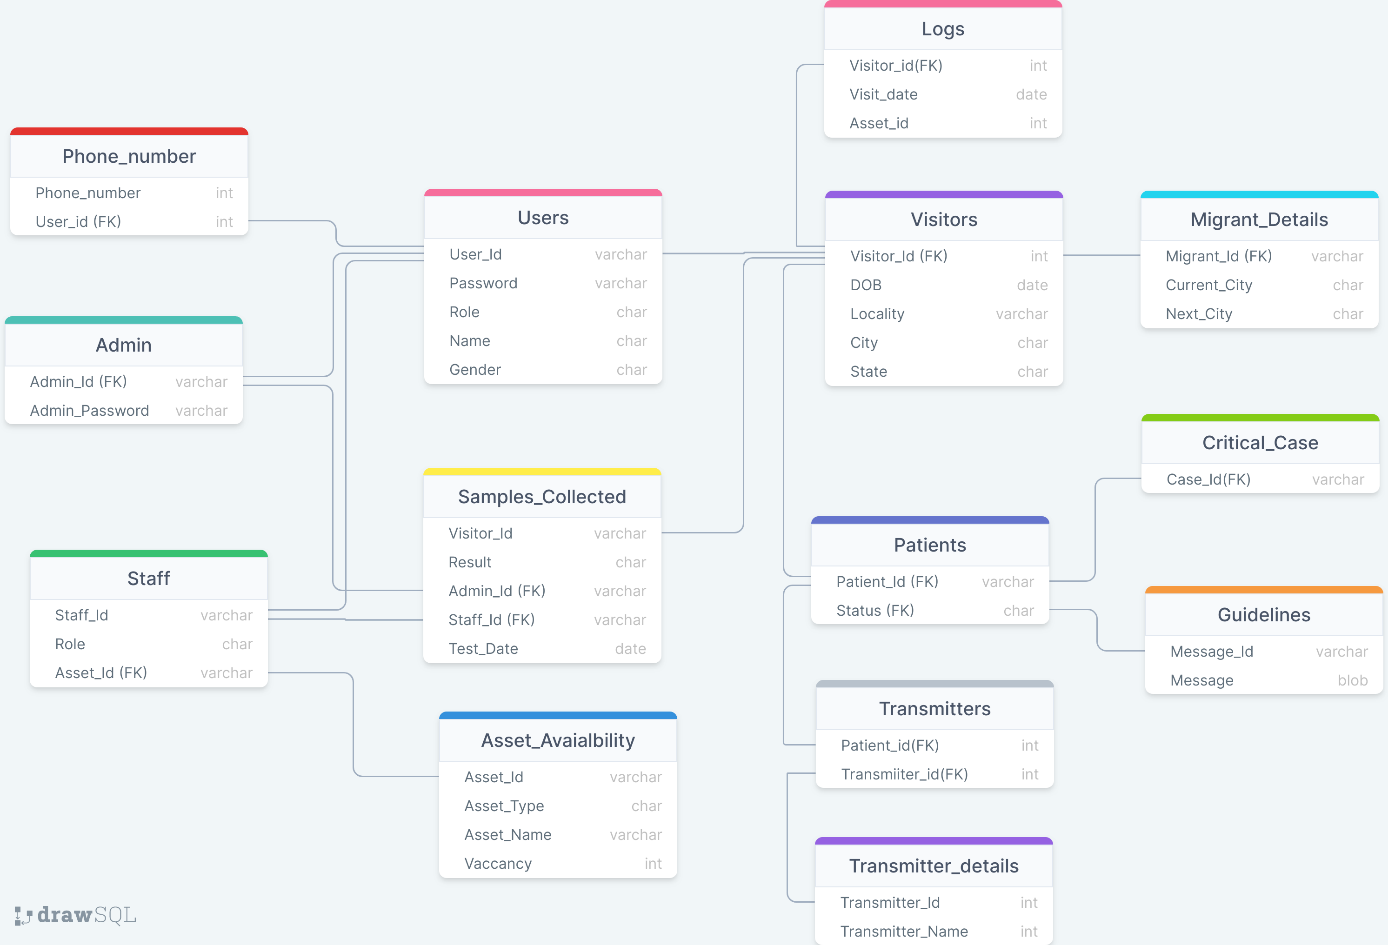 Logs
Visitor_id(FK) int
Visit_date date
Asset_id int
Phone_number
Phone_number int
User_id (FK) int
Users
User_Id varchar
Password varchar
Role char
Name char
Gender char
Visitors
Visitor_Id (FK) int
DOB date
Locality varchar
City char
State char
Migrant_Details
Migrant_Id (FK) varchar
Current_City char
Next_City char
Admin
Admin_Id (FK) varchar
Admin_Password varchar
Critical_Case
Case_Id(FK) varchar
Samples_Collected
Visitor_Id varchar
Result char
Admin_Id (FK) varchar
Staff_Id (FK) varchar
Test_Date date
Patients
Patient_Id (FK) varchar
Status (FK) char
Staff
Staff_Id varchar
Role char
Asset_Id (FK) varchar
Guidelines
Message_Id varchar
Message blob
Transmitters
Patient_id(FK) int
Transmiiter_id(FK) int
Asset_Avaialbility
Asset_Id varchar
Asset_Type char
Asset_Name varchar
Vaccancy int
Transmitter_details
Transmitter_Id int
Transmitter_Name int
drawSQL